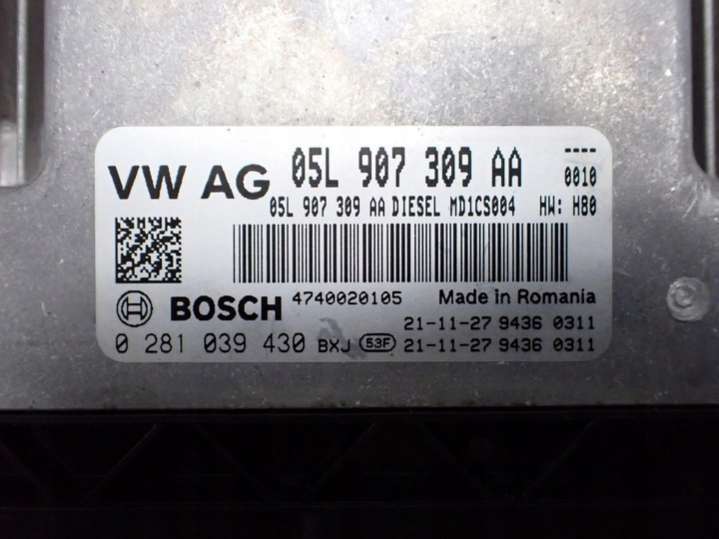 VW AG 05L 907 309 AA ----
0010
05L 907 309 AA DIESEL MD1CS004 HW: H80
BOSCH 4740020105 Made in Romania
21-11-27 9436 0311
0 281 039 430 BXJ 53F 21-11-27 9436 0311